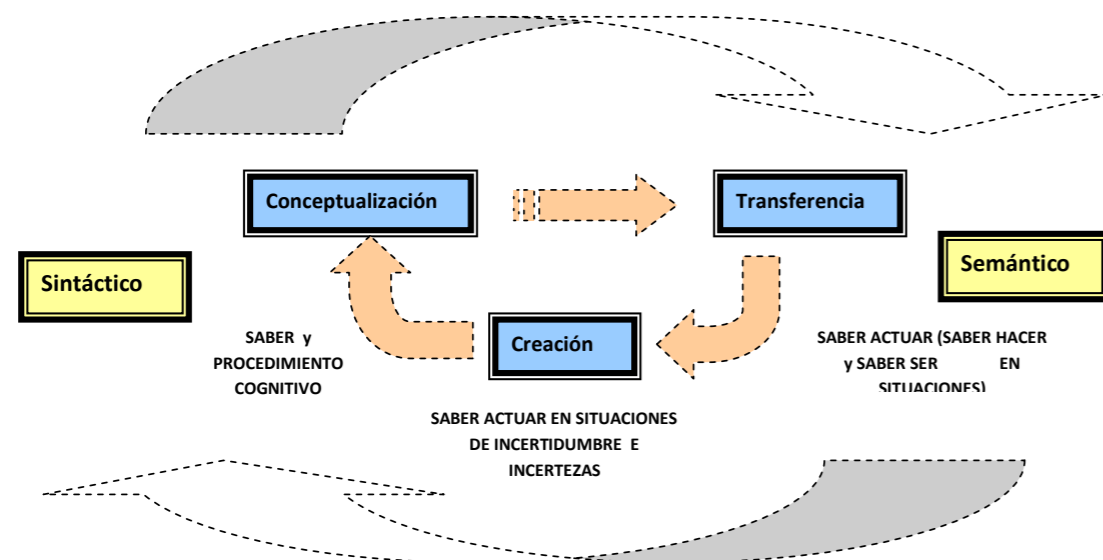 Conceptualización
Transferencia
Sintáctico
Semántico
Creación
SABER y
PROCEDIMIENTO
COGNITIVO
SABER ACTUAR (SABER HACER
y SABER SER EN
SITUACIONES)
SABER ACTUAR EN SITUACIONES
DE INCERTIDUMBRE E
INCERTEZAS